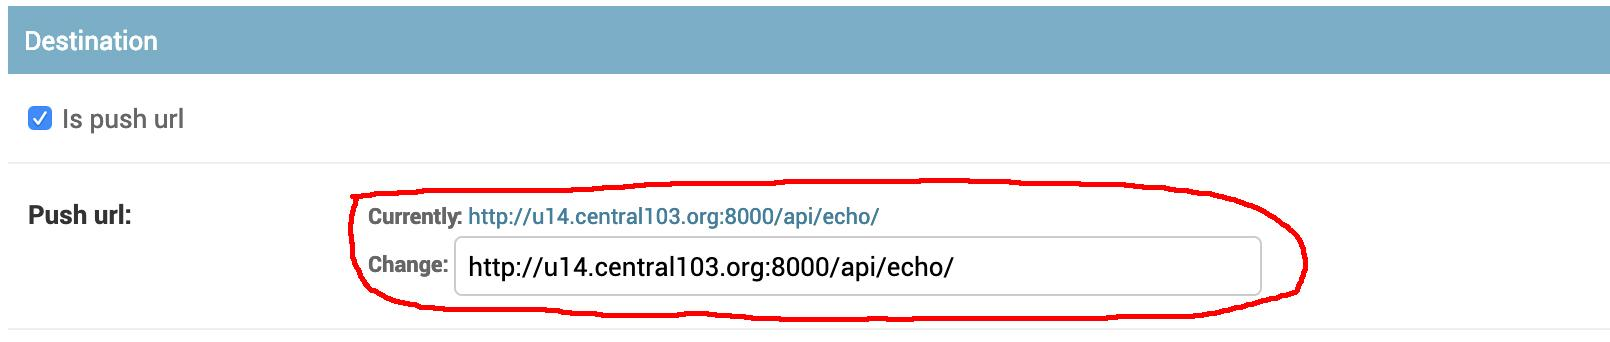 Destination
Is push url
Push url:
Currently: http://u14.central103.org:8000/api/echo/
Change: http://u14.central103.org:8000/api/echo/